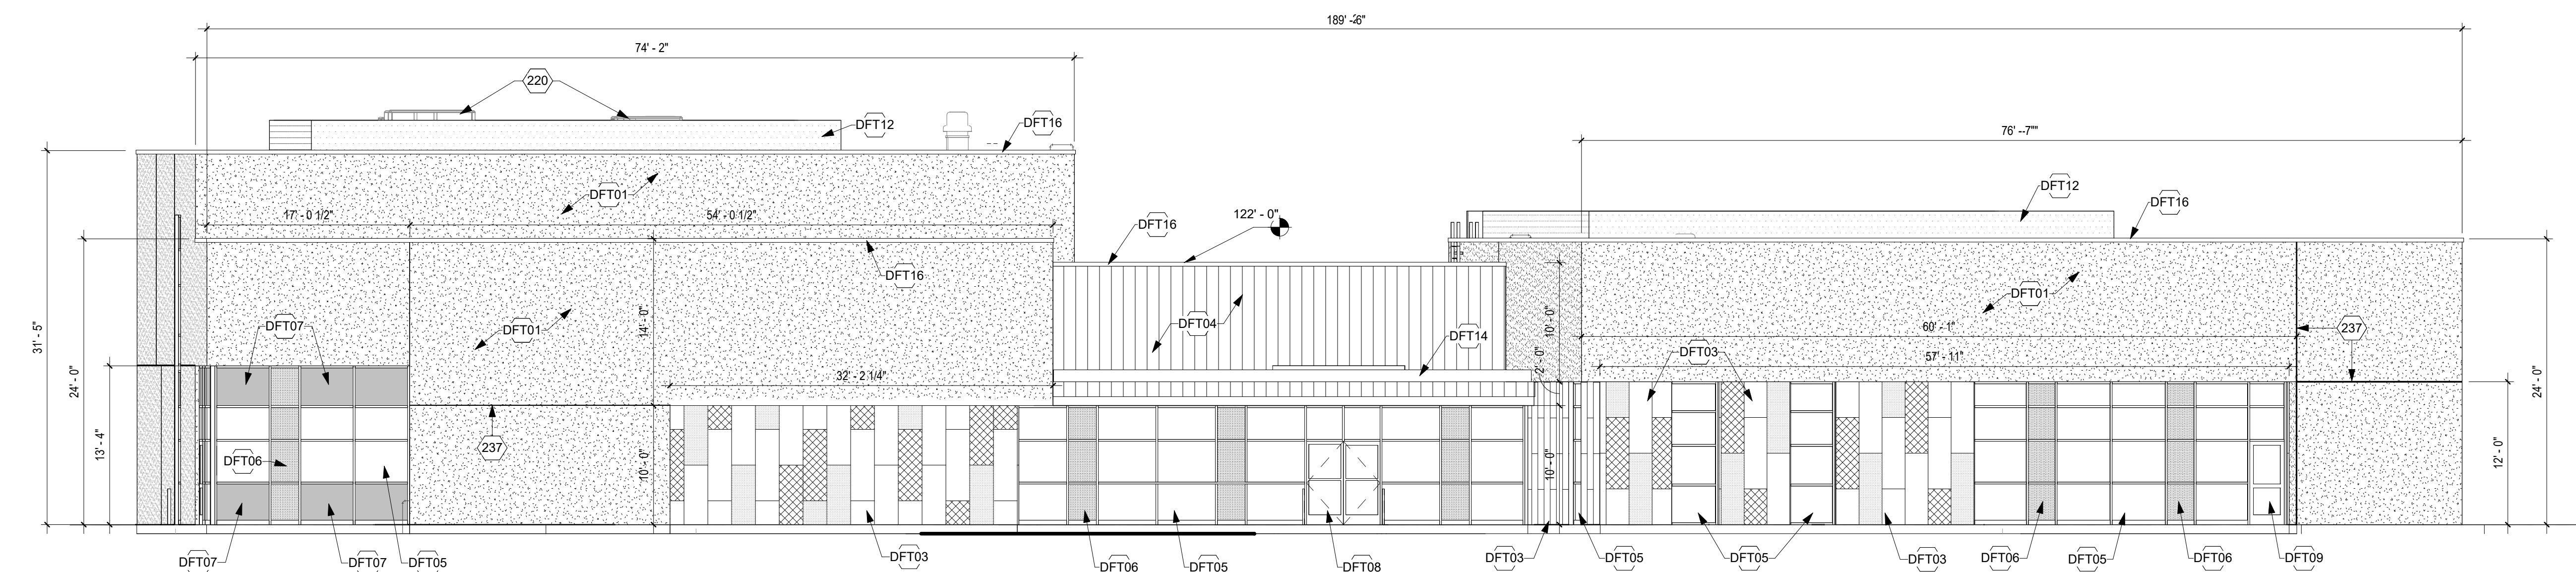 189' - 6"
74' - 2"
220
DFT12
DFT16
76' - 7"
DFT01
DFT12
DFT16
17' - 0 1/2"
54' - 0 1/2"
DFT16
122' - 0"
DFT16
DFT01
DFT07
DFT01
14' - 0"
DFT04
DFT14
10' - 0"
2' - 0"
60' - 1"
237
31' - 5"
24' - 0"
13' - 4"
32' - 2 1/4"
DFT03
57' - 11"
24' - 0"
12' - 0"
DFT06
237
10' - 0"
10' - 0"
DFT07
DFT07
DFT05
DFT03
DFT06
DFT05
DFT08
DFT03
DFT05
DFT05
DFT03
DFT06
DFT05
DFT06
DFT09